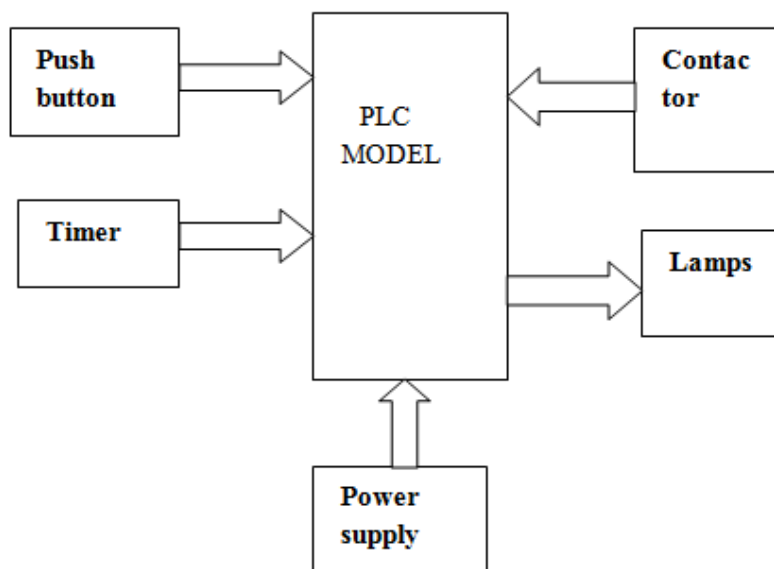 Push
button
PLC
MODEL
Contac
tor
Timer
Lamps
Power
supply